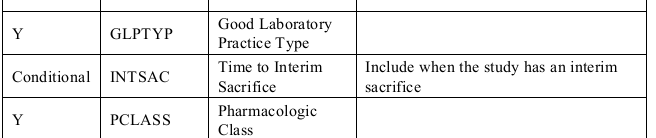 Y GLPTYP Good Laboratory
Practice Type
Conditional INTSAC Time to Interim Include when the study has an interim
Sacrifice sacrifice
Y PCLASS Pharmacologic
Class